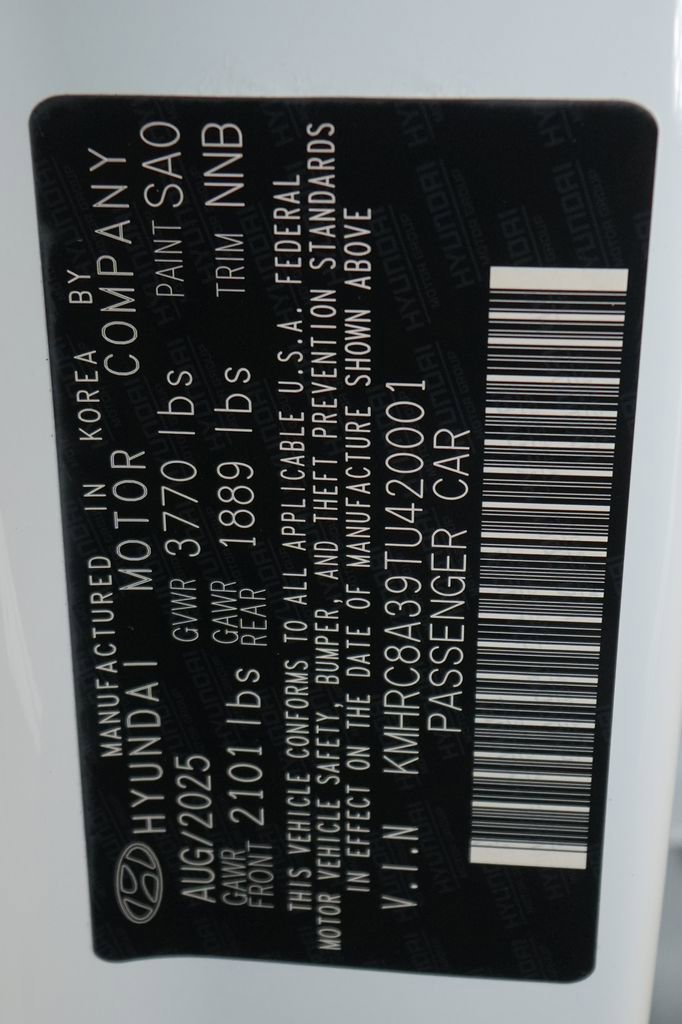 MANUFACTURED IN KOREA BY
HYUNDAI MOTOR COMPANY
AUG/2025 GVWR 3770 lbs PAINT SAO
GAWR FRONT 2101 lbs GAWR REAR 1889 lbs TRIM NNB
THIS VEHICLE CONFORMS TO ALL APPLICABLE U.S.A. FEDERAL
MOTOR VEHICLE SAFETY, BUMPER, AND THEFT PREVENTION STANDARDS
IN EFFECT ON THE DATE OF MANUFACTURE SHOWN ABOVE
V.I.N KMHRC8A39TU420001
PASSENGER CAR